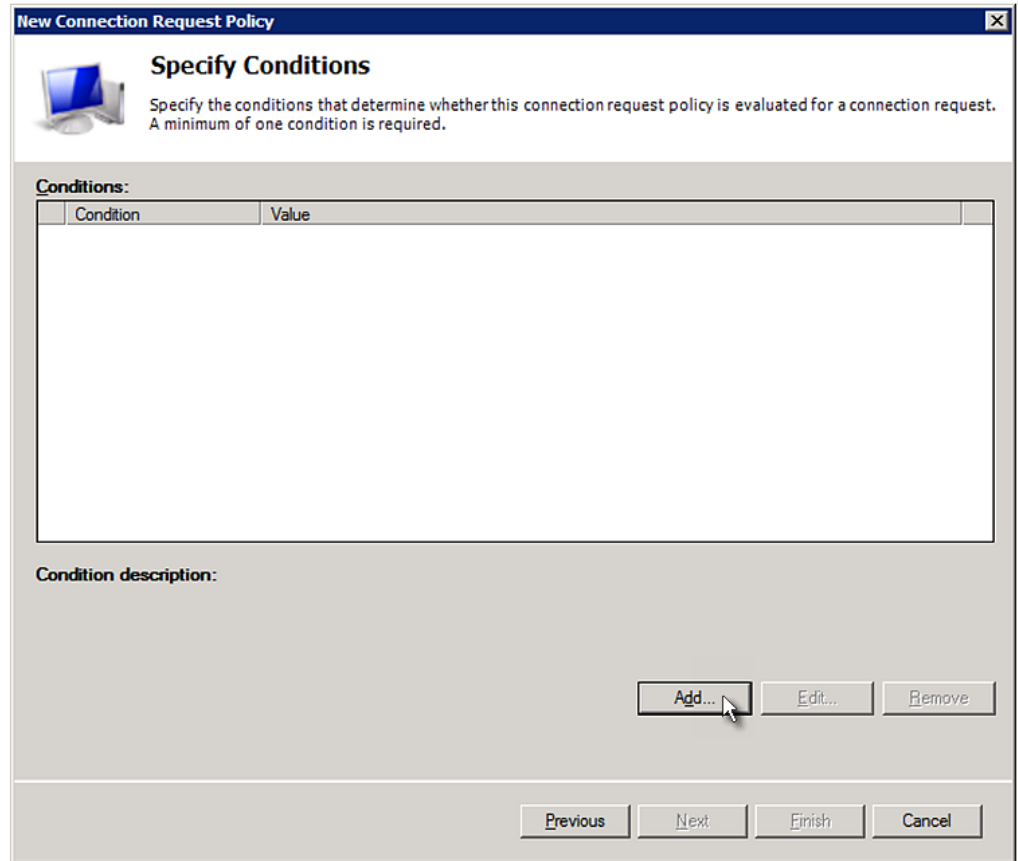 New Connection Request Policy
Specify Conditions
Specify the conditions that determine whether this connection request policy is evaluated for a connection request.
A minimum of one condition is required.
Conditions:
Condition Value
Condition description:
Add... Edit... Remove
Previous Next Finish Cancel